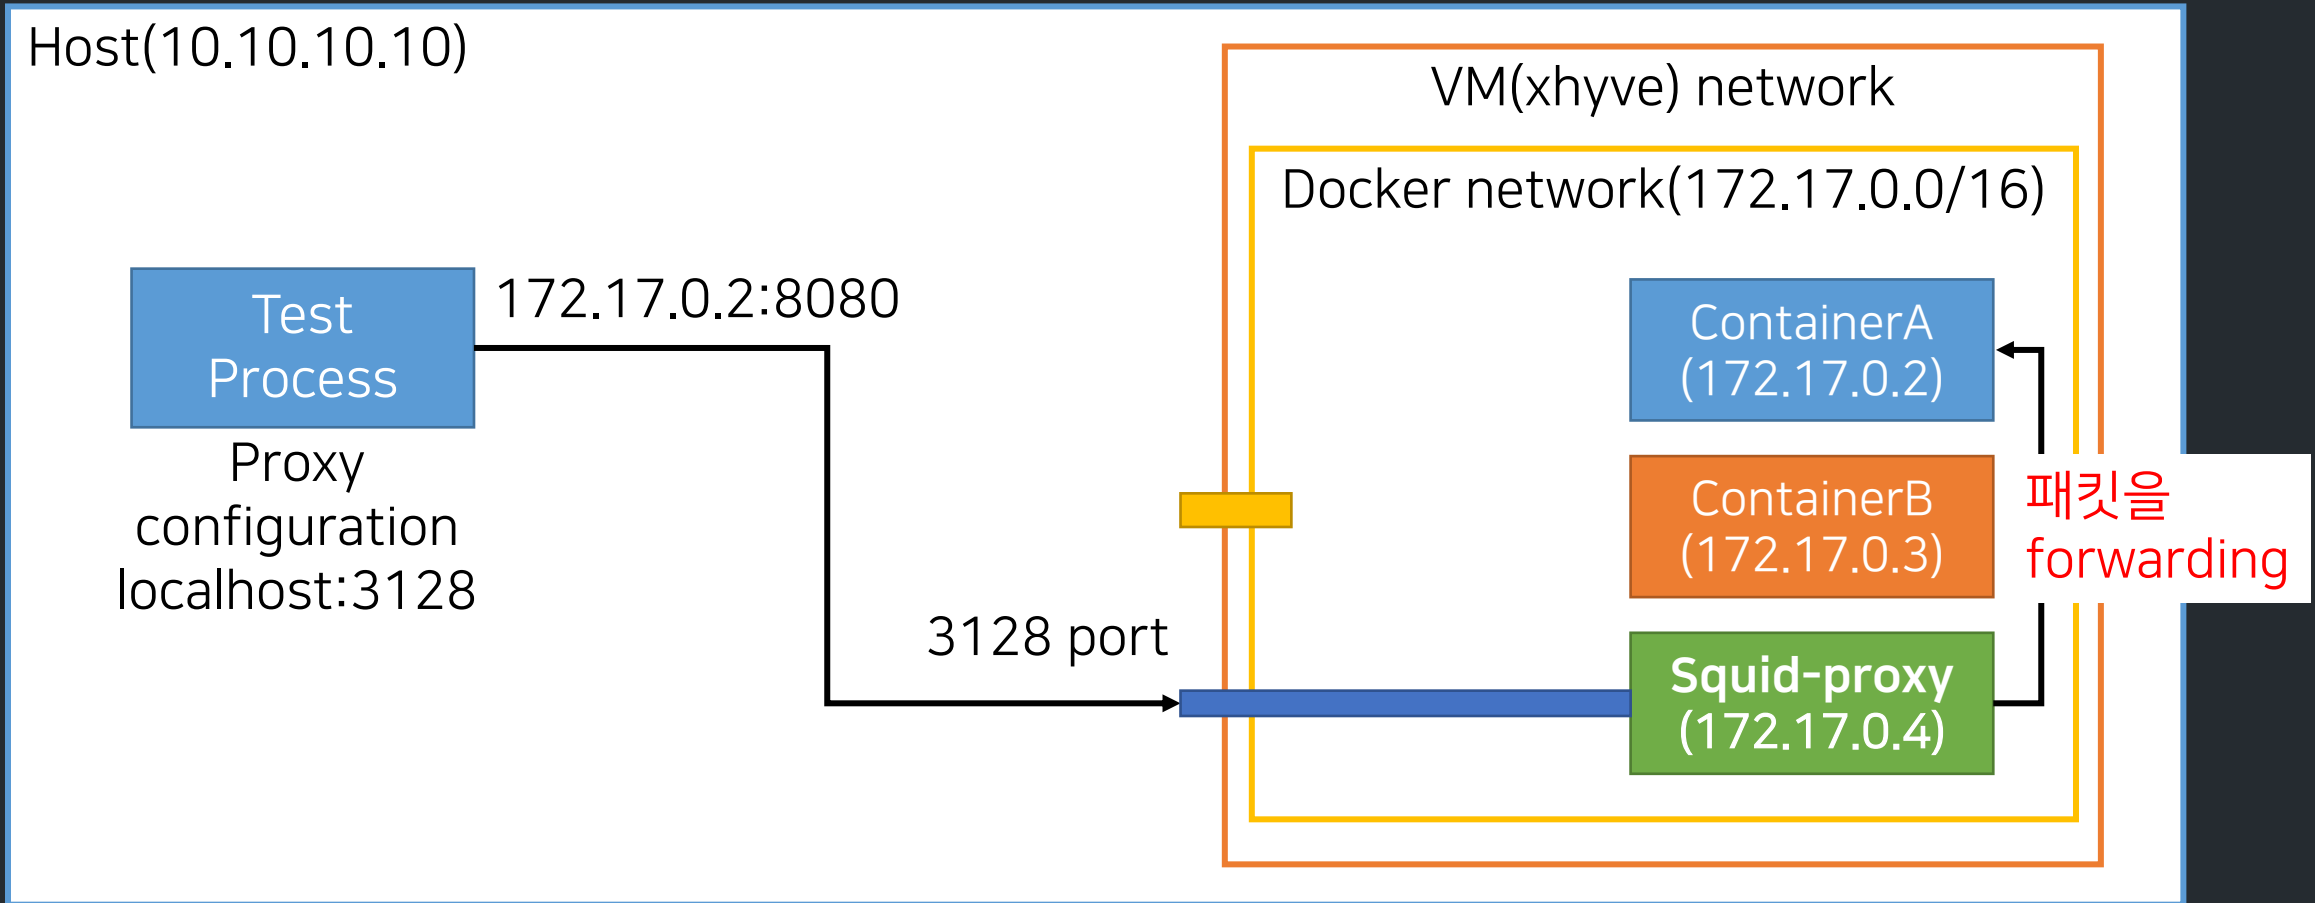 Host(10.10.10.10)
VM(xhyve) network
Docker network(172.17.0.0/16)
Test
Process
172.17.0.2:8080
Proxy
configuration
localhost:3128
3128 port
ContainerA
(172.17.0.2)
ContainerB
(172.17.0.3)
Squid-proxy
(172.17.0.4)
패킷을
forwarding